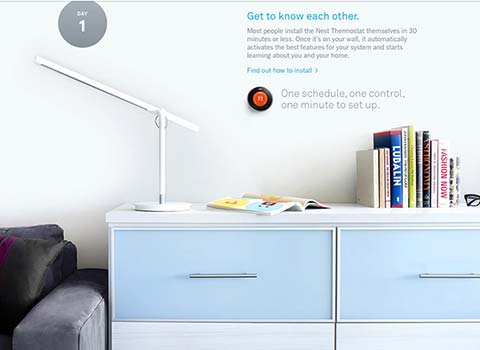 DAY
1
Get to know each other.
Most people install the Nest Thermostat themselves in 30
minutes or less. Once it's on your wall, it automatically
activates the best features for your system and starts
learning about you and your home.
Find out how to install >
One schedule, one control,
one minute to set up.
LUBALIN
ASTRONOMY
FASHION NOW